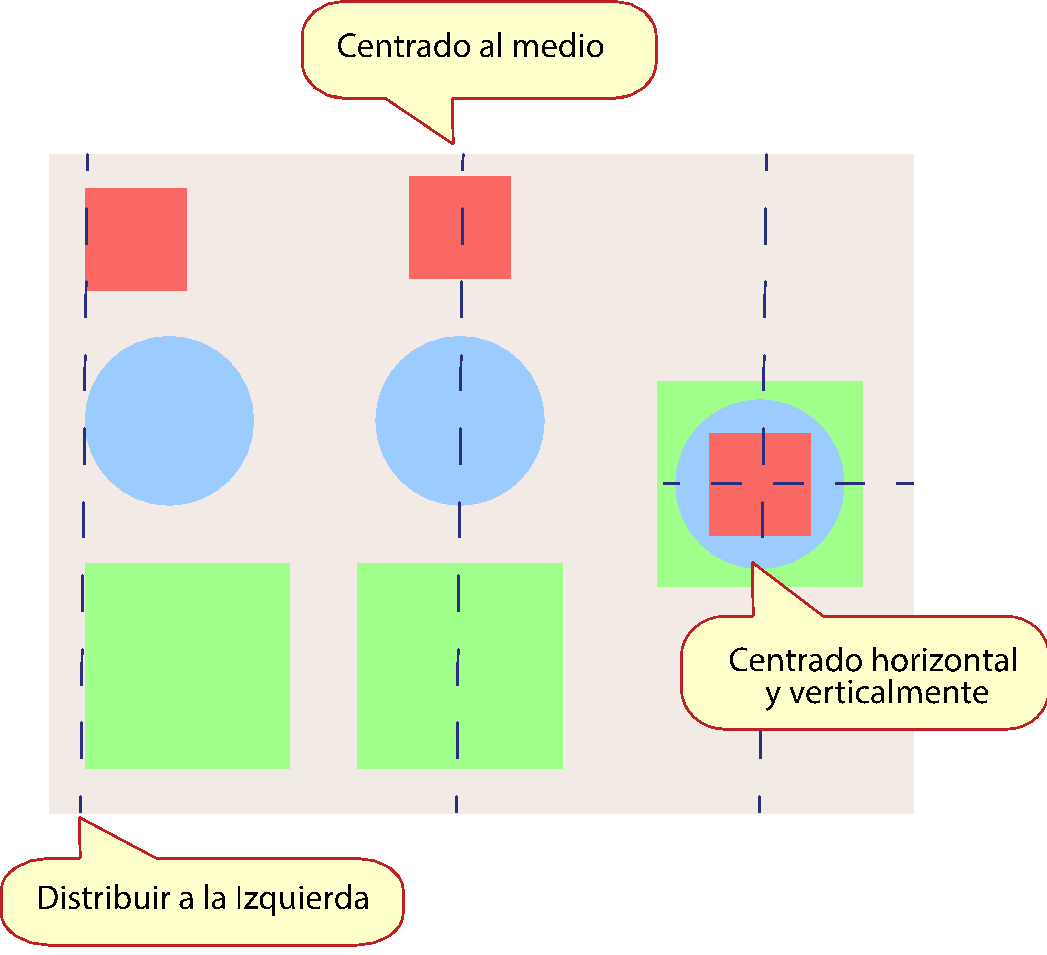 Centrado al medio
Centrado horizontal
y verticalmente
Distribuir a la Izquierda